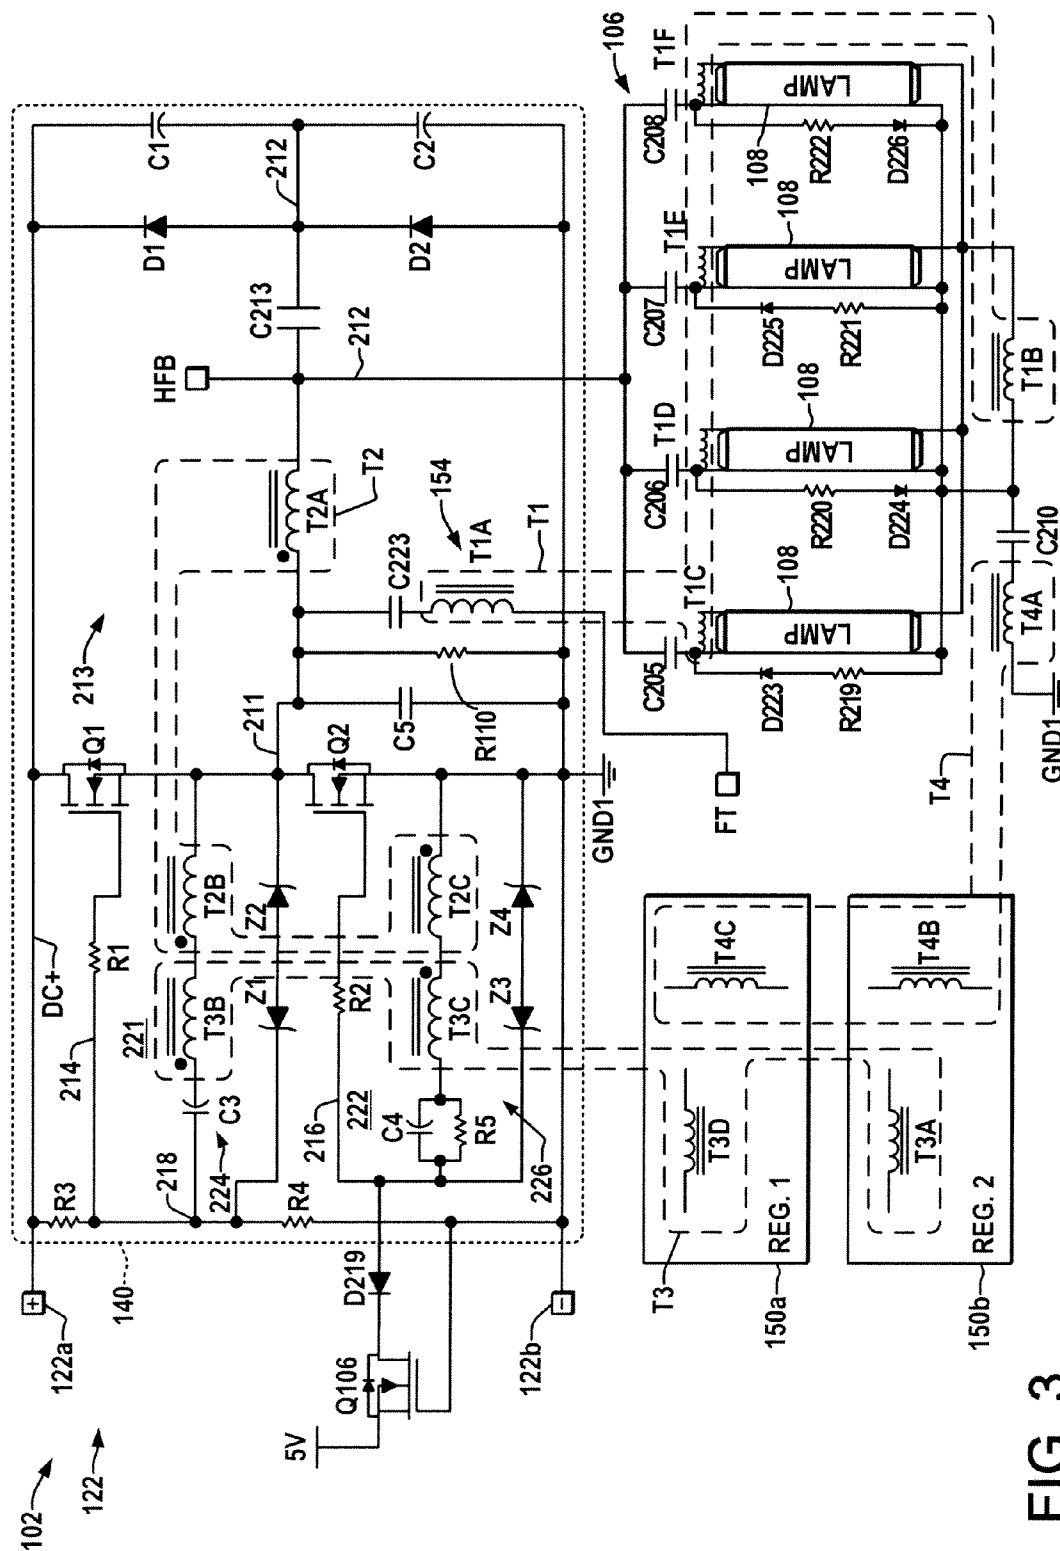 102
122
122a
+
140
DC+
R3
214
R1
Q1
213
218
224
C3
221
T3B
T2B
Z1
Z2
211
R4
216
R2
Q2
222
C4
R5
226
T3C
T2C
Z3
Z4
GND1
C5
R110
C223
154
T1A
T1
T2A
T2
HFB
212
C213
D1
D2
212
C1
C2
5V
Q106
D219
122b
−
FT
106
C205
C206
C207
C208
T1C
T1D
T1E
T1F
LAMP
LAMP
LAMP
LAMP
108
108
108
108
D223
R219
R220
D224
D225
R221
R222
D226
T1B
C210
T4A
GND1
T4
T3
T3D
T4C
REG. 1
150a
T3A
T4B
REG. 2
150b
FIG. 3